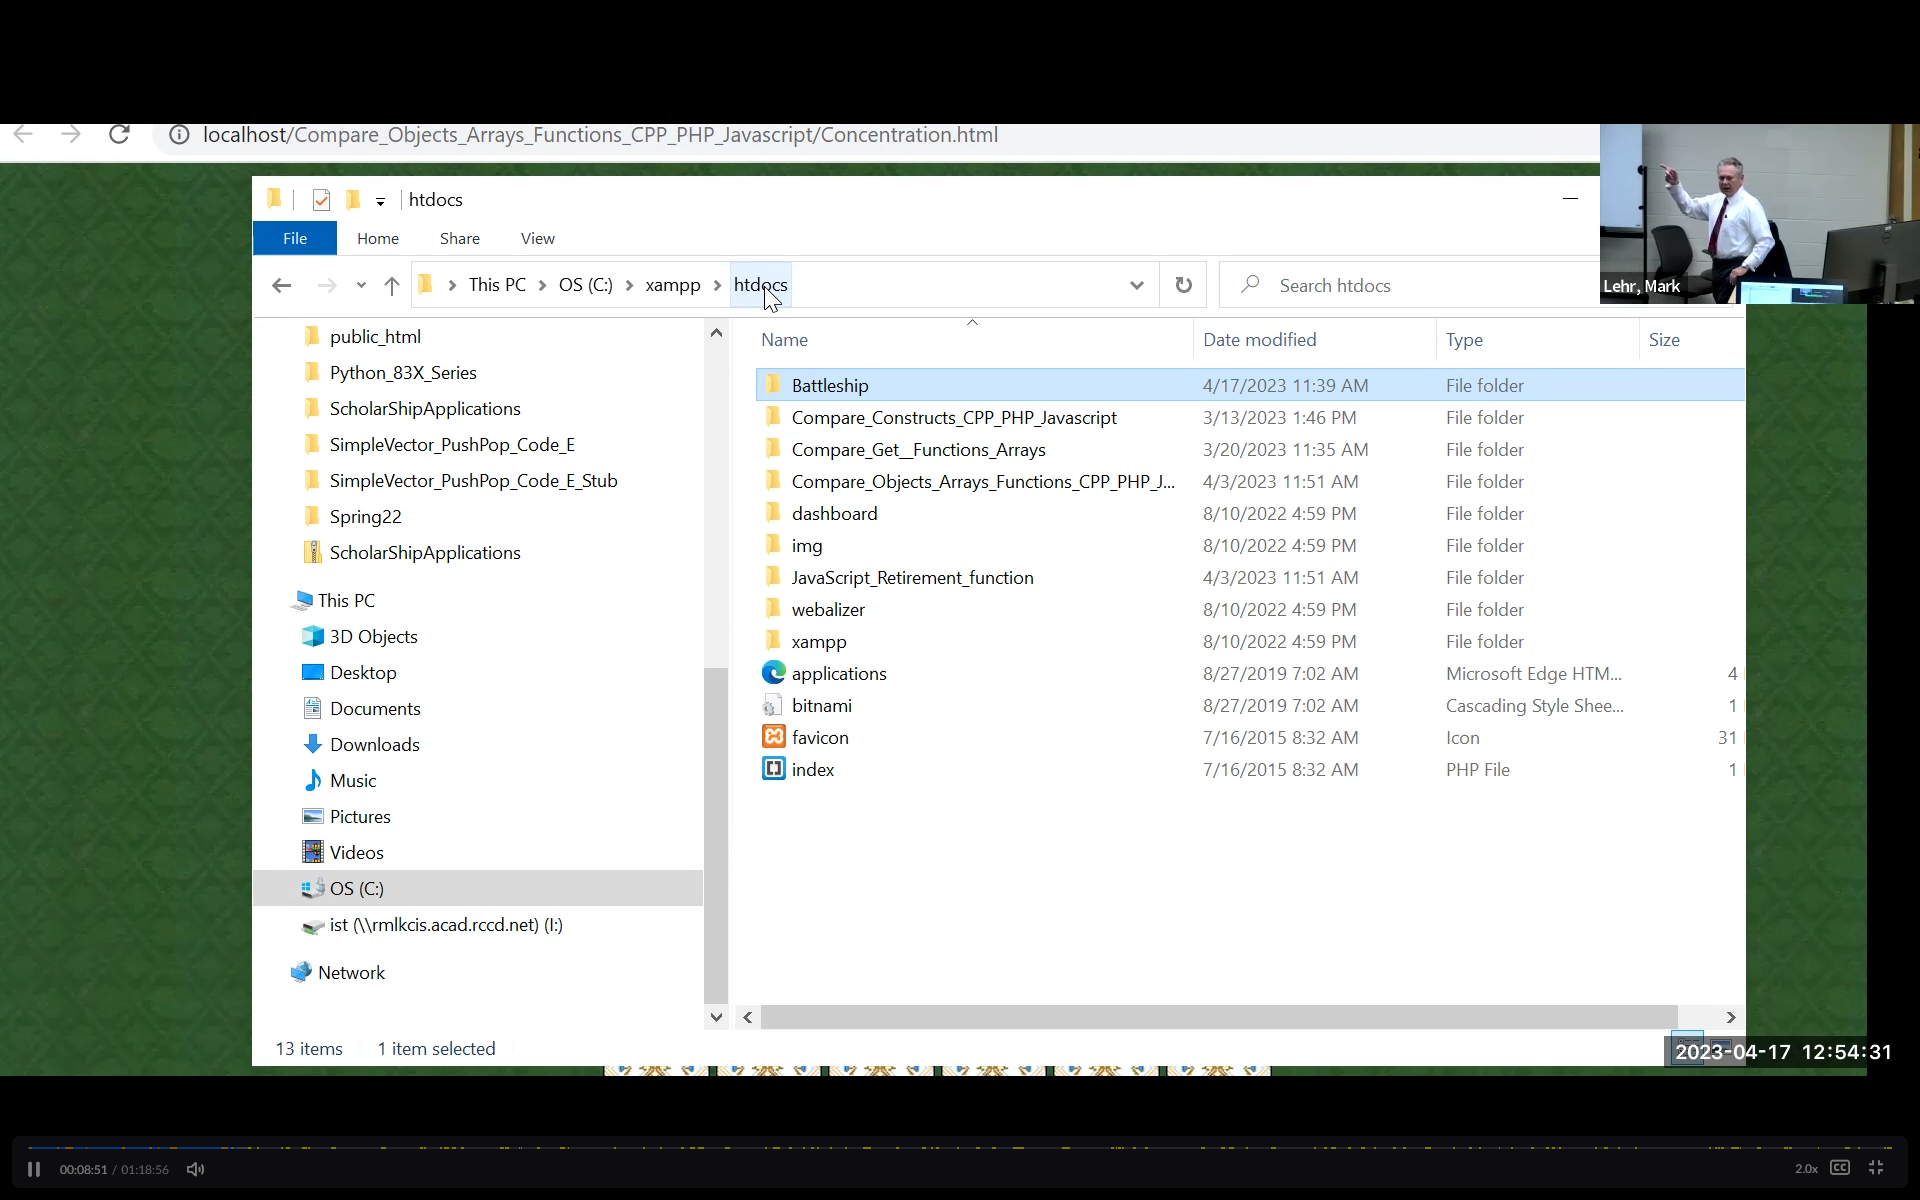 localhost/Compare_Objects_Arrays_Functions_CPP_PHP_Javascript/Concentration.html
htdocs
File Home Share View
This PC OS (C:) xampp htdocs
Search htdocs
Lehr, Mark
public_html
Python_83X_Series
ScholarShipApplications
SimpleVector_PushPop_Code_E
SimpleVector_PushPop_Code_E_Stub
Spring22
ScholarShipApplications
This PC
3D Objects
Desktop
Documents
Downloads
Music
Pictures
Videos
OS (C:)
ist (\\rmlkcis.acad.rccd.net) (I:)
Network
Name Date modified Type Size
Battleship 4/17/2023 11:39 AM File folder
Compare_Constructs_CPP_PHP_Javascript 3/13/2023 1:46 PM File folder
Compare_Get__Functions_Arrays 3/20/2023 11:35 AM File folder
Compare_Objects_Arrays_Functions_CPP_PHP_J... 4/3/2023 11:51 AM File folder
dashboard 8/10/2022 4:59 PM File folder
img 8/10/2022 4:59 PM File folder
JavaScript_Retirement_function 4/3/2023 11:51 AM File folder
webalizer 8/10/2022 4:59 PM File folder
xampp 8/10/2022 4:59 PM File folder
applications 8/27/2019 7:02 AM Microsoft Edge HTM... 4
bitnami 8/27/2019 7:02 AM Cascading Style Shee... 1
favicon 7/16/2015 8:32 AM Icon 31
index 7/16/2015 8:32 AM PHP File 1
13 items 1 item selected
2023-04-17 12:54:31
00:08:51 / 01:18:56
2.0x CC